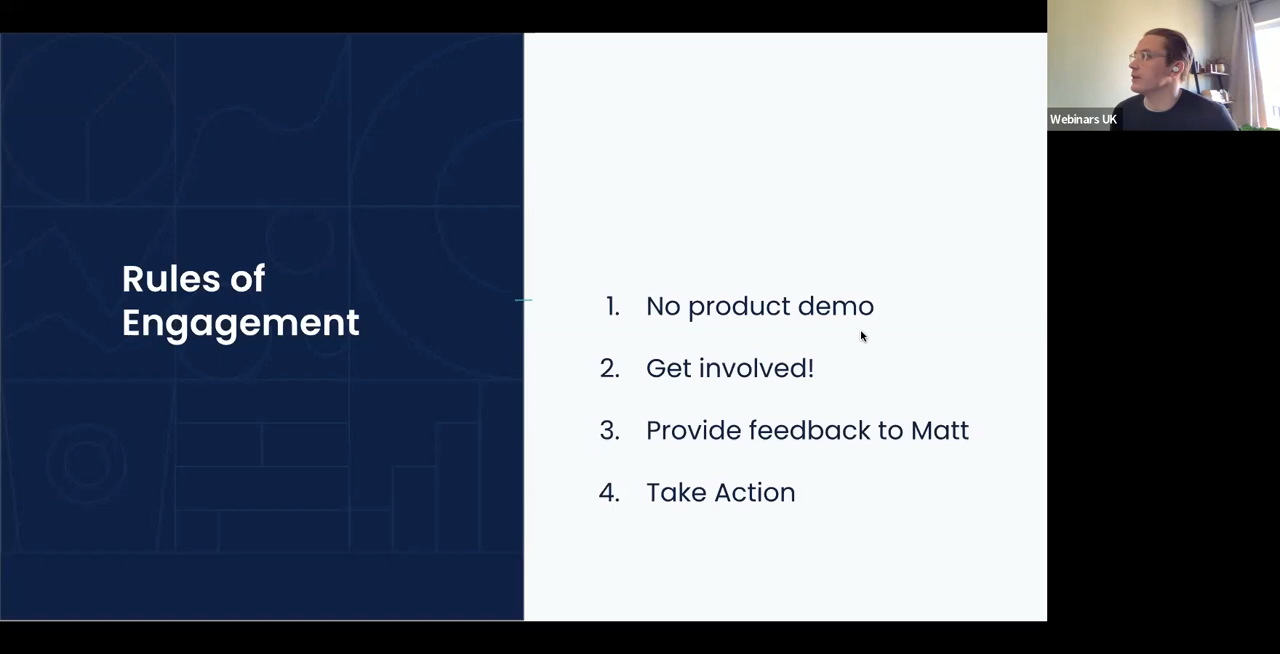 Rules of
Engagement
1. No product demo
2. Get involved!
3. Provide feedback to Matt
4. Take Action
Webinars UK